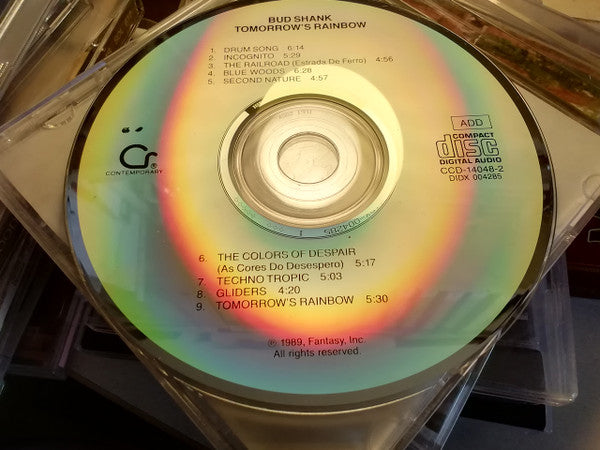 BUD SHANK
TOMORROW'S RAINBOW
1. DRUM SONG 6:14
2. INCOGNITO 5:29
3. THE RAILROAD (Estrada De Ferro) 4:56
4. BLUE WOODS 6:28
5. SECOND NATURE 4:57
Cr
CONTEMPORARY
ADD
COMPACT
disc
DIGITAL AUDIO
CCD-14048-2
DIDX 004285
6. THE COLORS OF DESPAIR
(As Cores Do Desespero) 5:17
7. TECHNO TROPIC 5:03
8. GLIDERS 4:20
9. TOMORROW'S RAINBOW 5:30
℗ 1989, Fantasy, Inc.
All rights reserved.